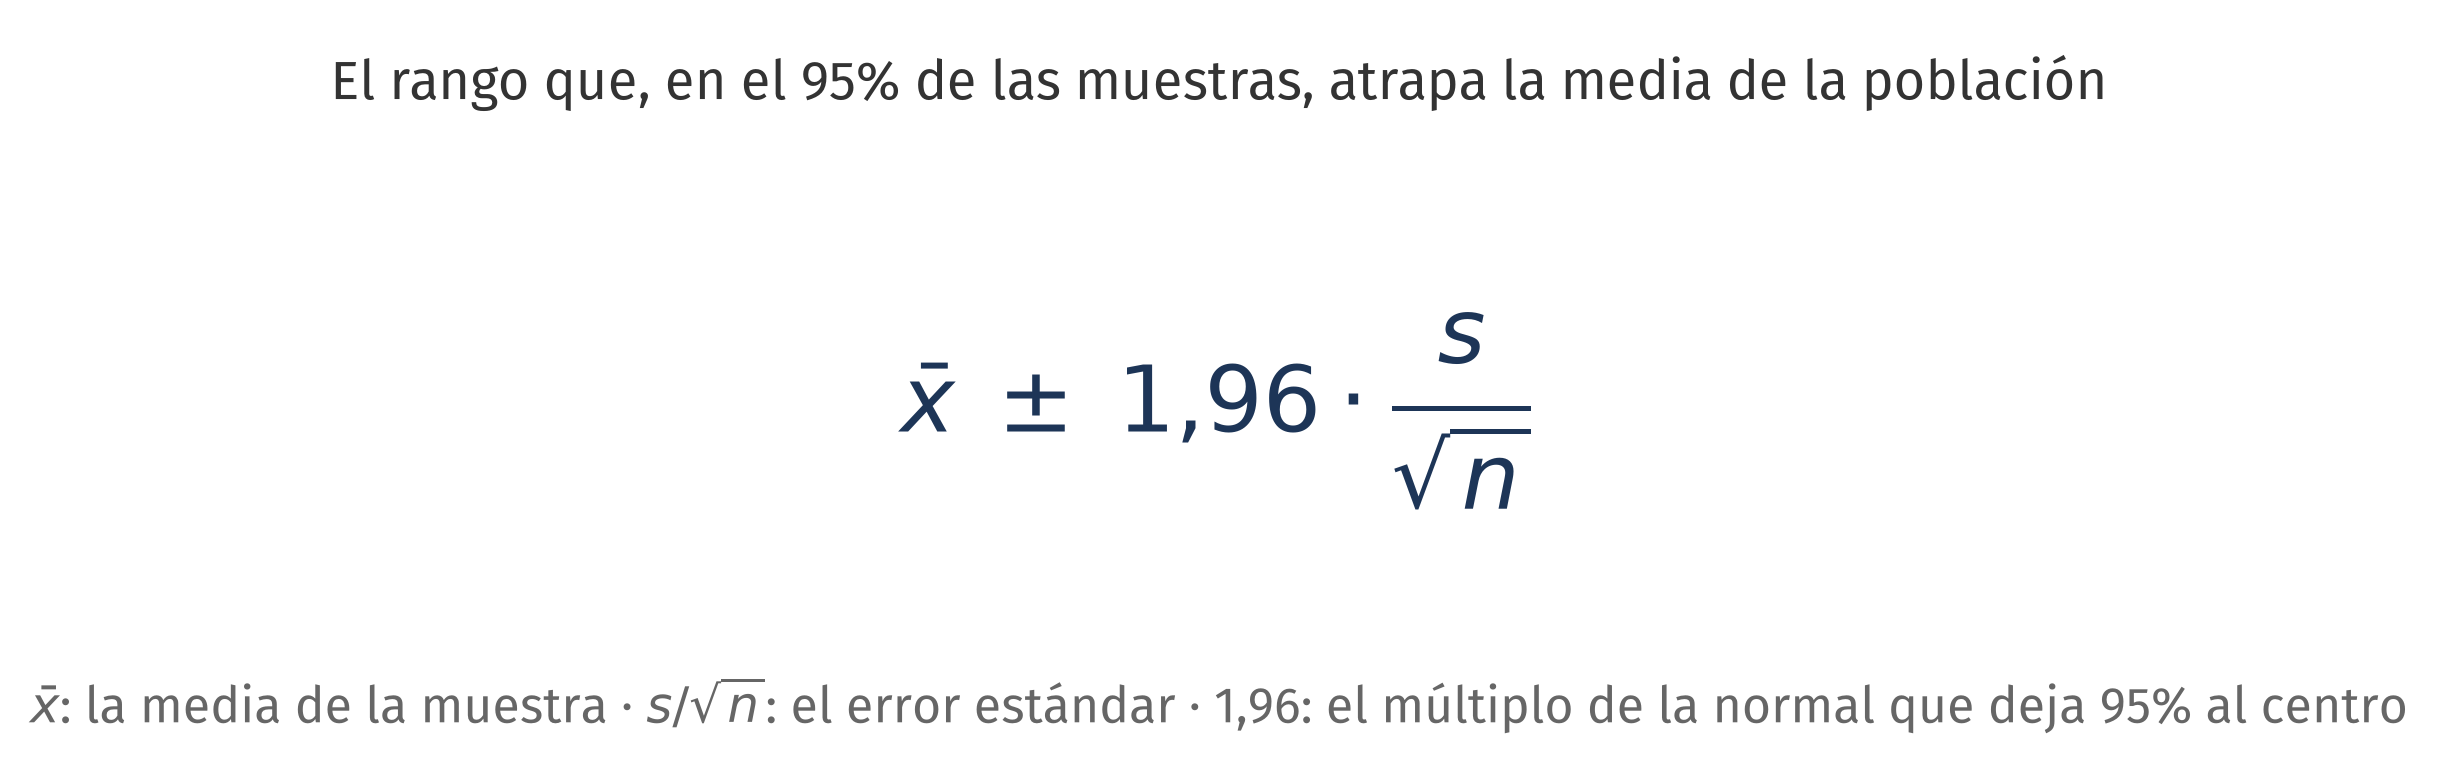 El rango que, en el 95% de las muestras, atrapa la media de la población
x̄ ± 1,96 · s/√n
x̄: la media de la muestra · s/√n: el error estándar · 1,96: el múltiplo de la normal que deja 95% al centro